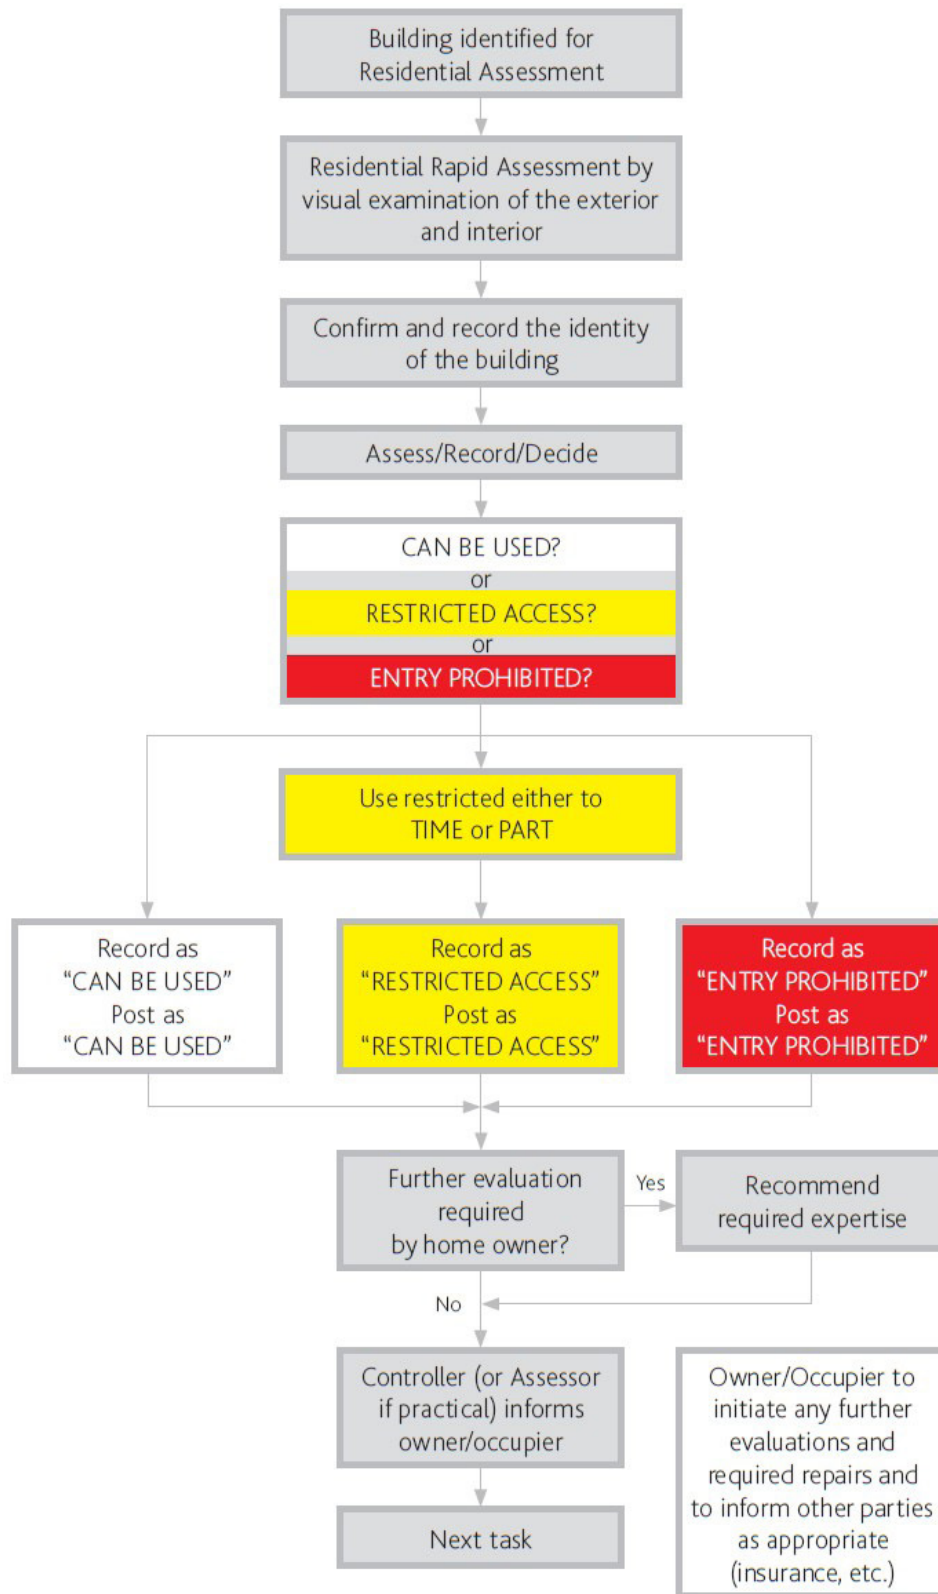 Building identified for
Residential Assessment
Residential Rapid Assessment by
visual examination of the exterior
and interior
Confirm and record the identity
of the building
Assess/Record/Decide
CAN BE USED?
or
RESTRICTED ACCESS?
or
ENTRY PROHIBITED?
Use restricted either to
TIME or PART
Record as
“CAN BE USED”
Post as
“CAN BE USED”
Record as
“RESTRICTED ACCESS”
Post as
“RESTRICTED ACCESS”
Record as
“ENTRY PROHIBITED”
Post as
“ENTRY PROHIBITED”
Further evaluation
required
by home owner?
Yes
Recommend
required expertise
No
Controller (or Assessor
if practical) informs
owner/occupier
Owner/Occupier to
initiate any further
evaluations and
required repairs and
to inform other parties
as appropriate
(insurance, etc.)
Next task